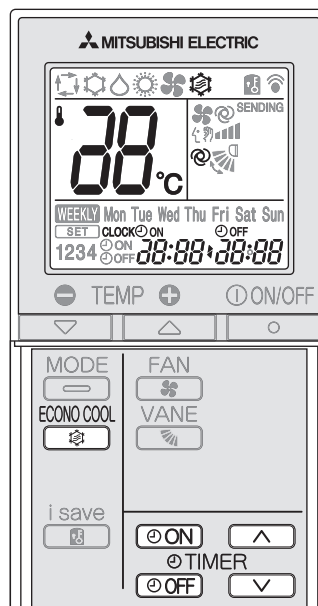 MITSUBISHI ELECTRIC
SENDING
88 °C
WEEKLY Mon Tue Wed Thu Fri Sat Sun
SET CLOCK ON OFF
1234 ON OFF 88:88 88:88
TEMP ON/OFF
MODE FAN
ECONO COOL VANE
i save
ON
TIMER
OFF